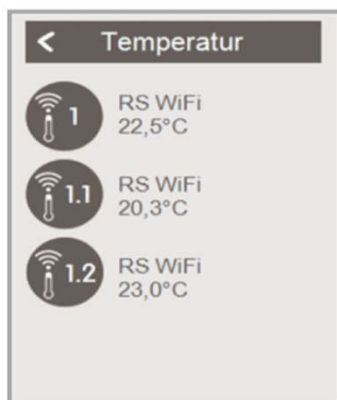 Temperatur
1
RS WiFi
22,5°C
1.1
RS WiFi
20,3°C
1.2
RS WiFi
23,0°C